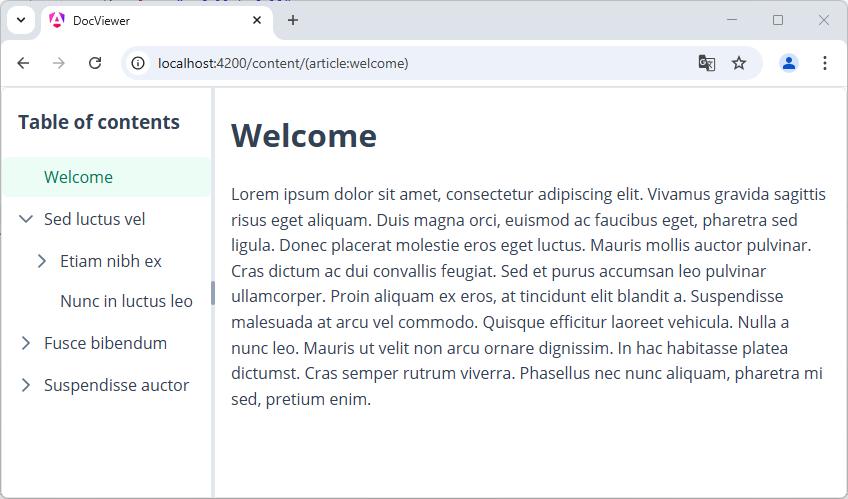 DocViewer
localhost:4200/content/(article:welcome)
Table of contents
Welcome
Sed luctus vel
Etiam nibh ex
Nunc in luctus leo
Fusce bibendum
Suspendisse auctor
Welcome
Lorem ipsum dolor sit amet, consectetur adipiscing elit. Vivamus gravida sagittis
risus eget aliquam. Duis magna orci, euismod ac faucibus eget, pharetra sed
ligula. Donec placerat molestie eros eget luctus. Mauris mollis auctor pulvinar.
Cras dictum ac dui convallis feugiat. Sed et purus accumsan leo pulvinar
ullamcorper. Proin aliquam ex eros, at tincidunt elit blandit a. Suspendisse
malesuada at arcu vel commodo. Quisque efficitur laoreet vehicula. Nulla a
nunc leo. Mauris ut velit non arcu ornare dignissim. In hac habitasse platea
dictumst. Cras semper rutrum viverra. Phasellus nec nunc aliquam, pharetra mi
sed, pretium enim.